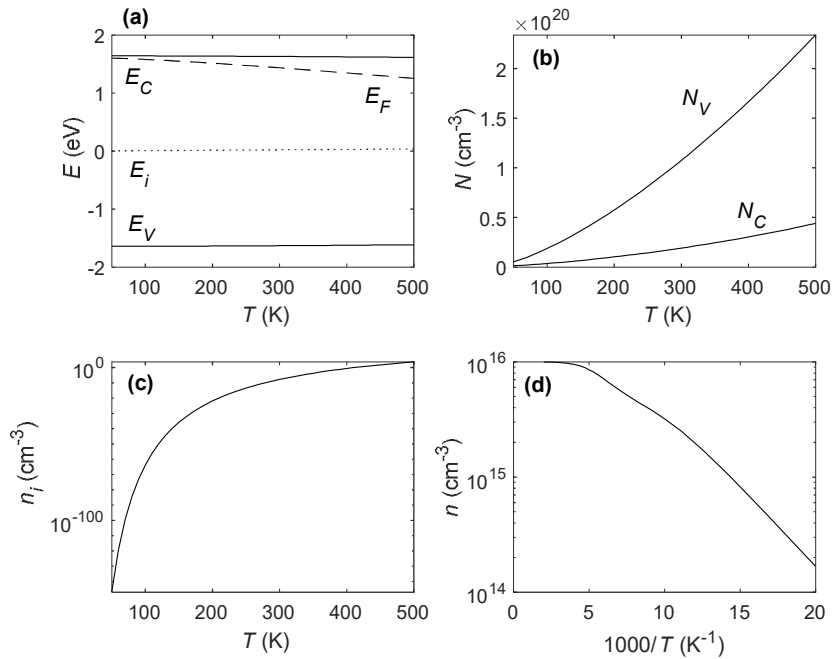 (a)
2
1
0
-1
-2
E (eV)
E_C
E_F
E_i
E_V
100 200 300 400 500
T (K)
×10^20
(b)
2
1.5
1
0.5
0
N (cm^-3)
N_V
N_C
100 200 300 400 500
T (K)
(c)
10^0
10^-100
n_i (cm^-3)
100 200 300 400 500
T (K)
(d)
10^16
10^15
10^14
n (cm^-3)
0 5 10 15 20
1000/T (K^-1)